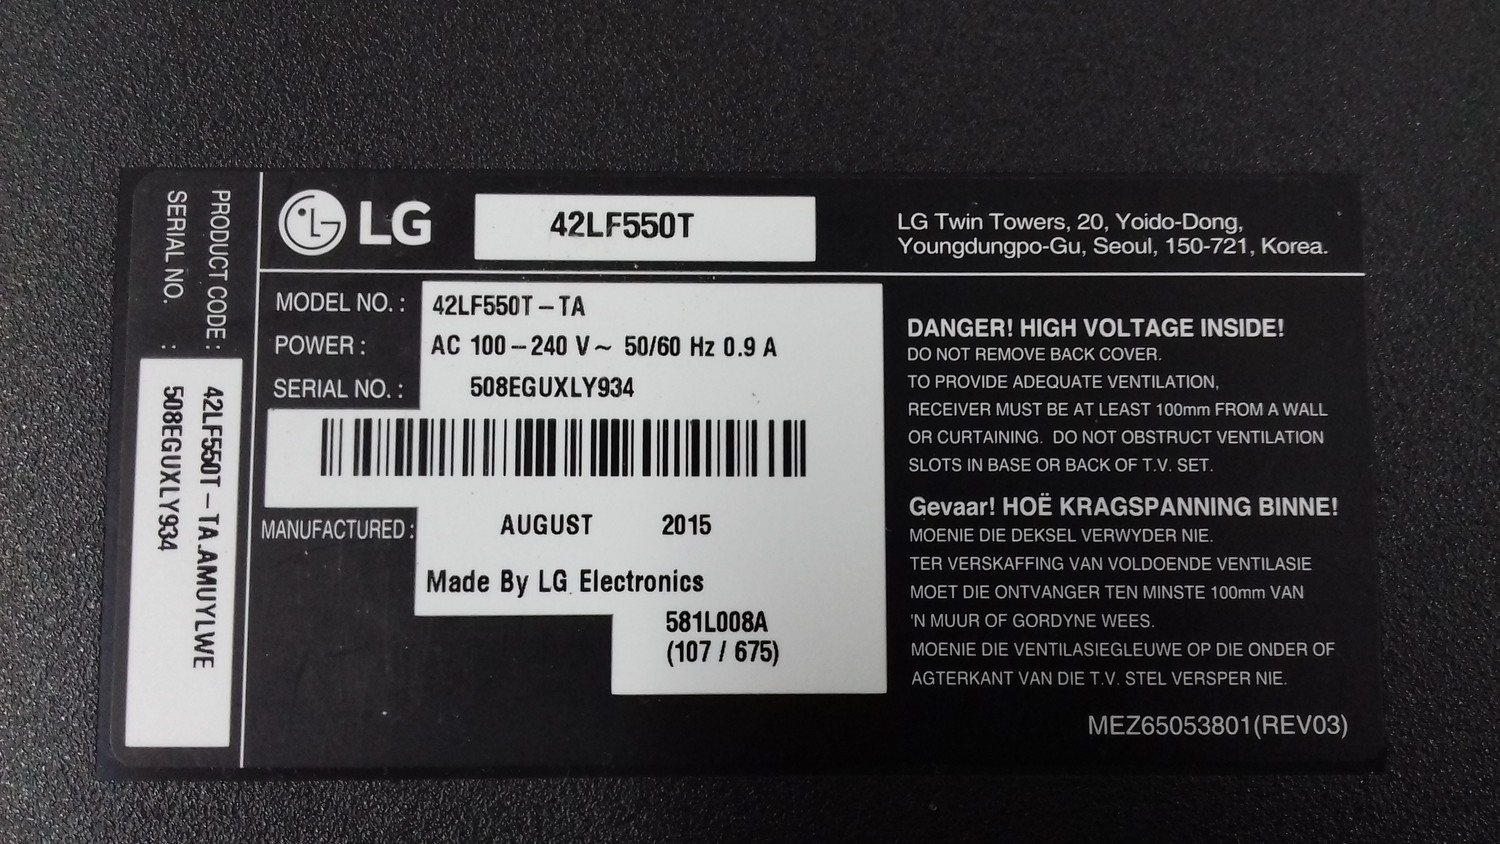 PRODUCT CODE : 42LF550T-TA.AMUYLWE
SERIAL NO. : 508EGUXLY934
LG
42LF550T
LG Twin Towers, 20, Yoido-Dong,
Youngdungpo-Gu, Seoul, 150-721, Korea.
MODEL NO. : 42LF550T-TA
POWER : AC 100-240 V~ 50/60 Hz 0.9 A
SERIAL NO. : 508EGUXLY934
MANUFACTURED : AUGUST 2015
Made By LG Electronics
581L008A
(107 / 675)
DANGER! HIGH VOLTAGE INSIDE!
DO NOT REMOVE BACK COVER.
TO PROVIDE ADEQUATE VENTILATION,
RECEIVER MUST BE AT LEAST 100mm FROM A WALL
OR CURTAINING. DO NOT OBSTRUCT VENTILATION
SLOTS IN BASE OR BACK OF T.V. SET.
Gevaar! HOË KRAGSPANNING BINNE!
MOENIE DIE DEKSEL VERWYDER NIE.
TER VERSKAFFING VAN VOLDOENDE VENTILASIE
MOET DIE ONTVANGER TEN MINSTE 100mm VAN
'N MUUR OF GORDYNE WEES.
MOENIE DIE VENTILASIEGLEUWE OP DIE ONDER OF
AGTERKANT VAN DIE T.V. STEL VERSPER NIE.
MEZ65053801(REV03)